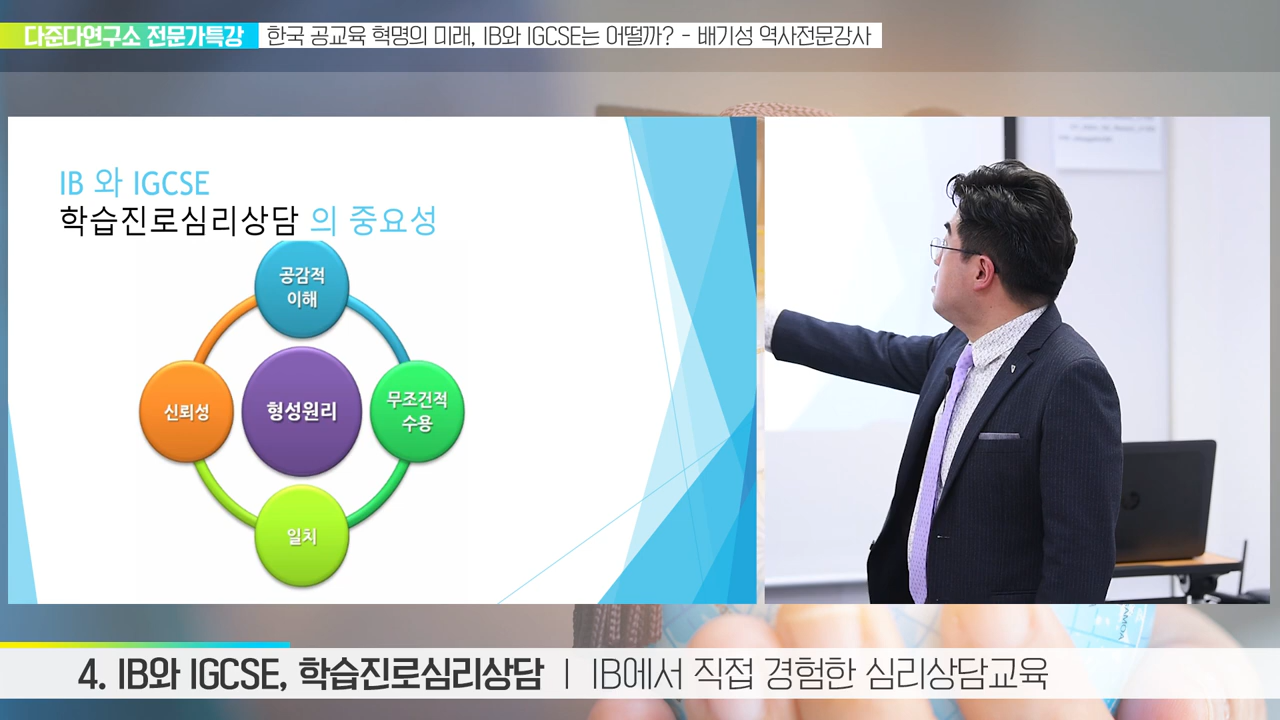 다준다연구소 전문가특강 한국 공교육 혁명의 미래, IB와 IGCSE는 어떨까? - 배기성 역사전문강사
IB 와 IGCSE
학습진로심리상담 의 중요성
공감적
이해
신뢰성
형성원리
무조건적
수용
일치
SAMOA
4. IB와 IGCSE, 학습진로심리상담 | IB에서 직접 경험한 심리상담교육